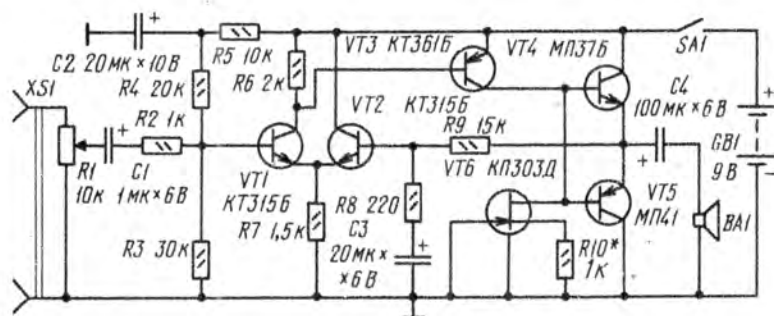 C2 20мк×10В
R5 10к
R6 2к
VT3 КТ361Б
VT4 МП37Б
SA1
XS1
R4 20к
R2 1к
VT2
КТ315Б
C4
100мк×6В
R9 15к
GB1
9В
R1
10к
C1
1мк×6В
VT1
КТ315Б
VT6 КП303Д
R8 220
C3
20мк×
×6В
VT5
МП41
BA1
R3 30к
R7 1,5к
R10*
1к
+
+
+
+
+
−